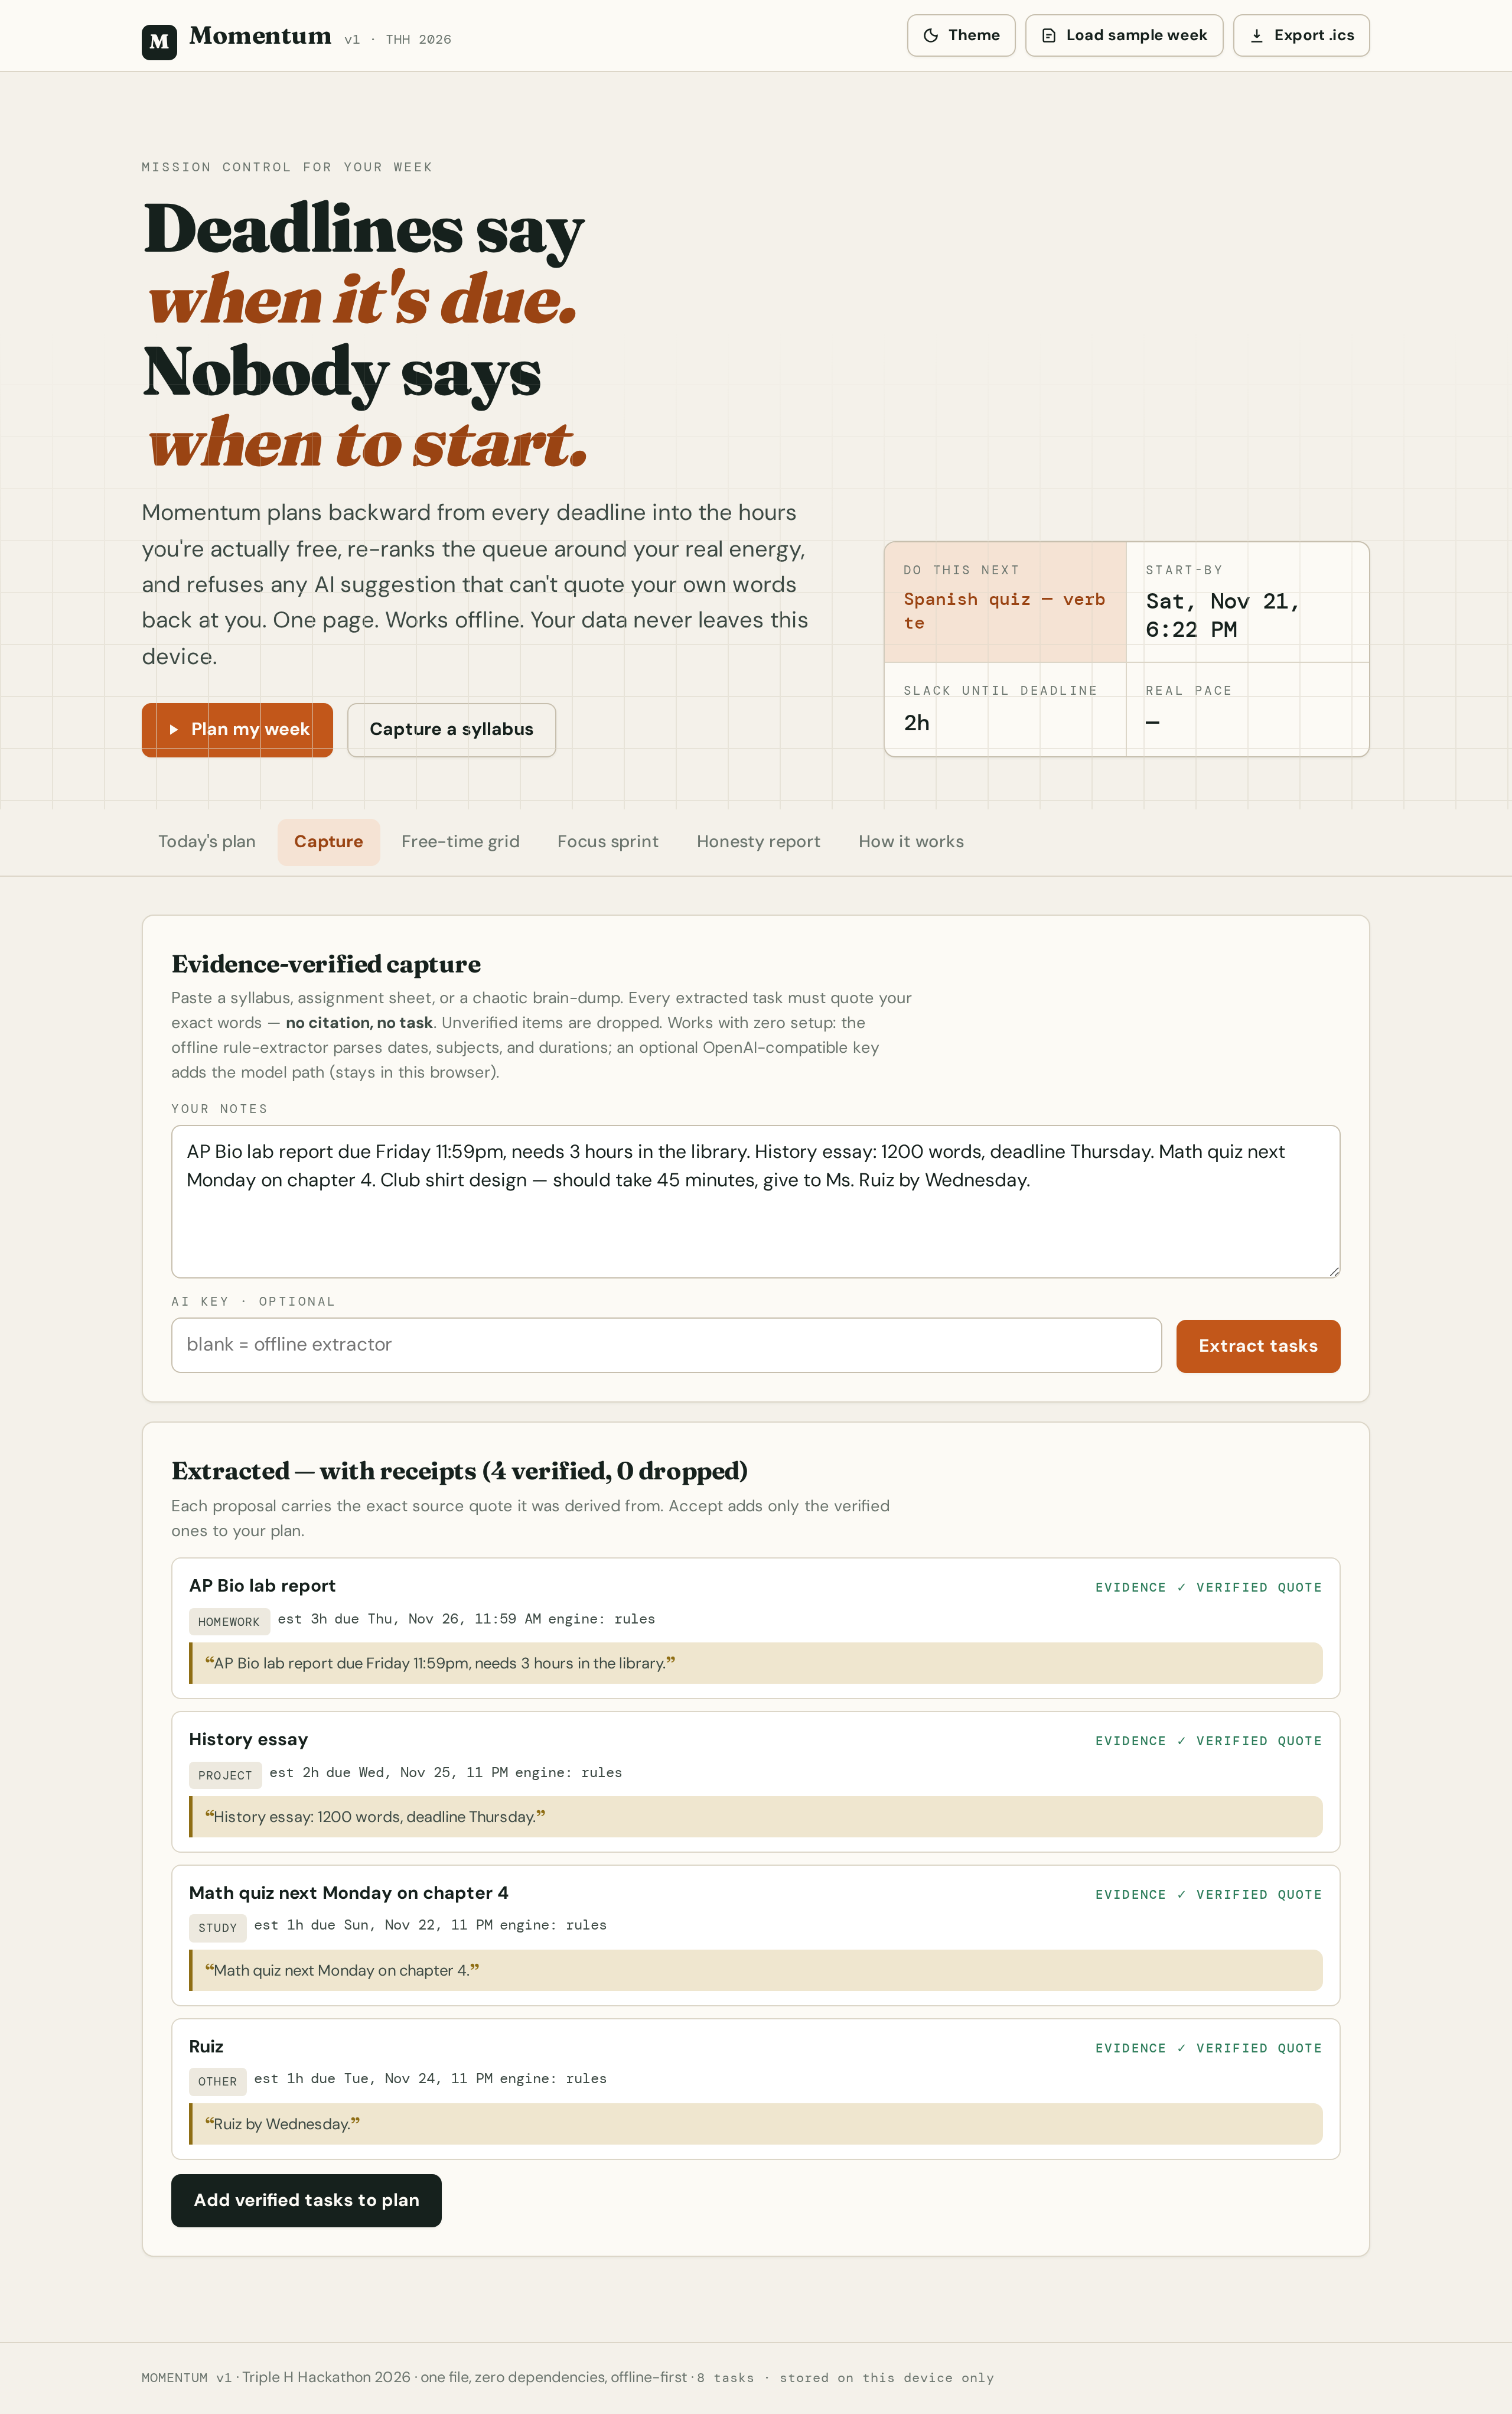 M Momentum v1 · THH 2026
Theme
Load sample week
Export .ics
MISSION CONTROL FOR YOUR WEEK
Deadlines say
when it's due.
Nobody says
when to start.
Momentum plans backward from every deadline into the hours
you're actually free, re-ranks the queue around your real energy,
and refuses any AI suggestion that can't quote your own words
back at you. One page. Works offline. Your data never leaves this
device.
Plan my week
Capture a syllabus
DO THIS NEXT
Spanish quiz — verb
te
START-BY
Sat, Nov 21,
6:22 PM
SLACK UNTIL DEADLINE
2h
REAL PACE
—
Today's plan
Capture
Free-time grid
Focus sprint
Honesty report
How it works
Evidence-verified capture
Paste a syllabus, assignment sheet, or a chaotic brain-dump. Every extracted task must quote your
exact words — no citation, no task. Unverified items are dropped. Works with zero setup: the
offline rule-extractor parses dates, subjects, and durations; an optional OpenAI-compatible key
adds the model path (stays in this browser).
YOUR NOTES
AP Bio lab report due Friday 11:59pm, needs 3 hours in the library. History essay: 1200 words, deadline Thursday. Math quiz next
Monday on chapter 4. Club shirt design — should take 45 minutes, give to Ms. Ruiz by Wednesday.
AI KEY · OPTIONAL
blank = offline extractor
Extract tasks
Extracted — with receipts (4 verified, 0 dropped)
Each proposal carries the exact source quote it was derived from. Accept adds only the verified
ones to your plan.
AP Bio lab report
EVIDENCE ✓ VERIFIED QUOTE
HOMEWORK est 3h due Thu, Nov 26, 11:59 AM engine: rules
“AP Bio lab report due Friday 11:59pm, needs 3 hours in the library.”
History essay
EVIDENCE ✓ VERIFIED QUOTE
PROJECT est 2h due Wed, Nov 25, 11 PM engine: rules
“History essay: 1200 words, deadline Thursday.”
Math quiz next Monday on chapter 4
EVIDENCE ✓ VERIFIED QUOTE
STUDY est 1h due Sun, Nov 22, 11 PM engine: rules
“Math quiz next Monday on chapter 4.”
Ruiz
EVIDENCE ✓ VERIFIED QUOTE
OTHER est 1h due Tue, Nov 24, 11 PM engine: rules
“Ruiz by Wednesday.”
Add verified tasks to plan
MOMENTUM v1 · Triple H Hackathon 2026 · one file, zero dependencies, offline-first · 8 tasks · stored on this device only